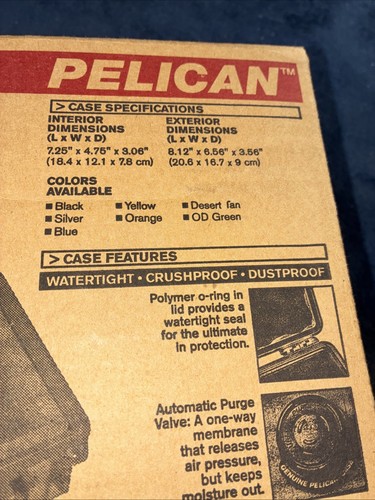 PELICAN™
> CASE SPECIFICATIONS
INTERIOR DIMENSIONS (L x W x D)
7.25" x 4.75" x 3.06"
(18.4 x 12.1 x 7.8 cm)
EXTERIOR DIMENSIONS (L x W x D)
8.12" x 6.56" x 3.56"
(20.6 x 16.7 x 9 cm)
COLORS AVAILABLE
■ Black
■ Silver
■ Blue
■ Yellow
■ Orange
■ Desert Tan
■ OD Green
> CASE FEATURES
WATERTIGHT • CRUSHPROOF • DUSTPROOF
Polymer o-ring in
lid provides a
watertight seal
for the ultimate
in protection.
Automatic Purge
Valve: A one-way
membrane
that releases
air pressure,
but keeps
moisture out.
GENUINE PELICAN